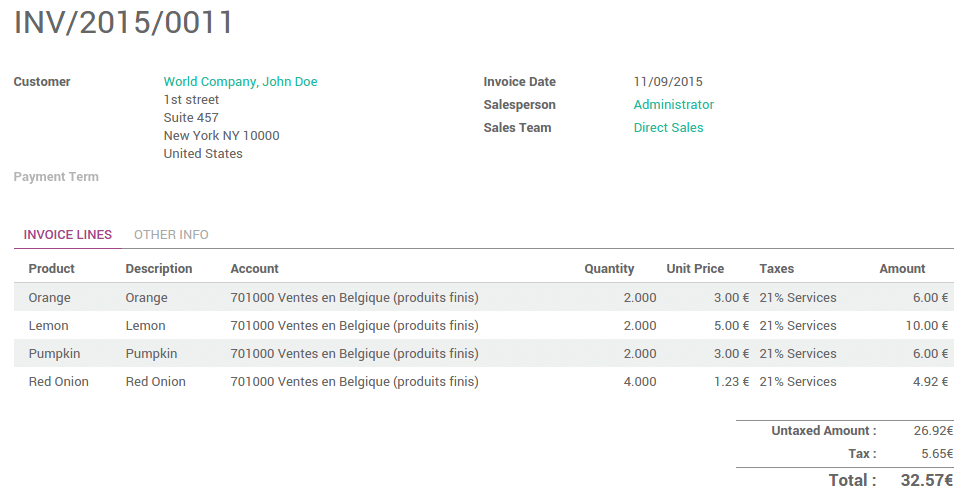 INV/2015/0011
Customer World Company, John Doe Invoice Date 11/09/2015
1st street Salesperson Administrator
Suite 457
New York NY 10000 Sales Team Direct Sales
United States
Payment Term
INVOICE LINES OTHER INFO
Product Description Account Quantity Unit Price Taxes Amount
Orange Orange 701000 Ventes en Belgique (produits finis) 2.000 3.00 € 21% Services 6.00 €
Lemon Lemon 701000 Ventes en Belgique (produits finis) 2.000 5.00 € 21% Services 10.00 €
Pumpkin Pumpkin 701000 Ventes en Belgique (produits finis) 2.000 3.00 € 21% Services 6.00 €
Red Onion Red Onion 701000 Ventes en Belgique (produits finis) 4.000 1.23 € 21% Services 4.92 €
Untaxed Amount : 26.92€
Tax : 5.65€
Total : 32.57€